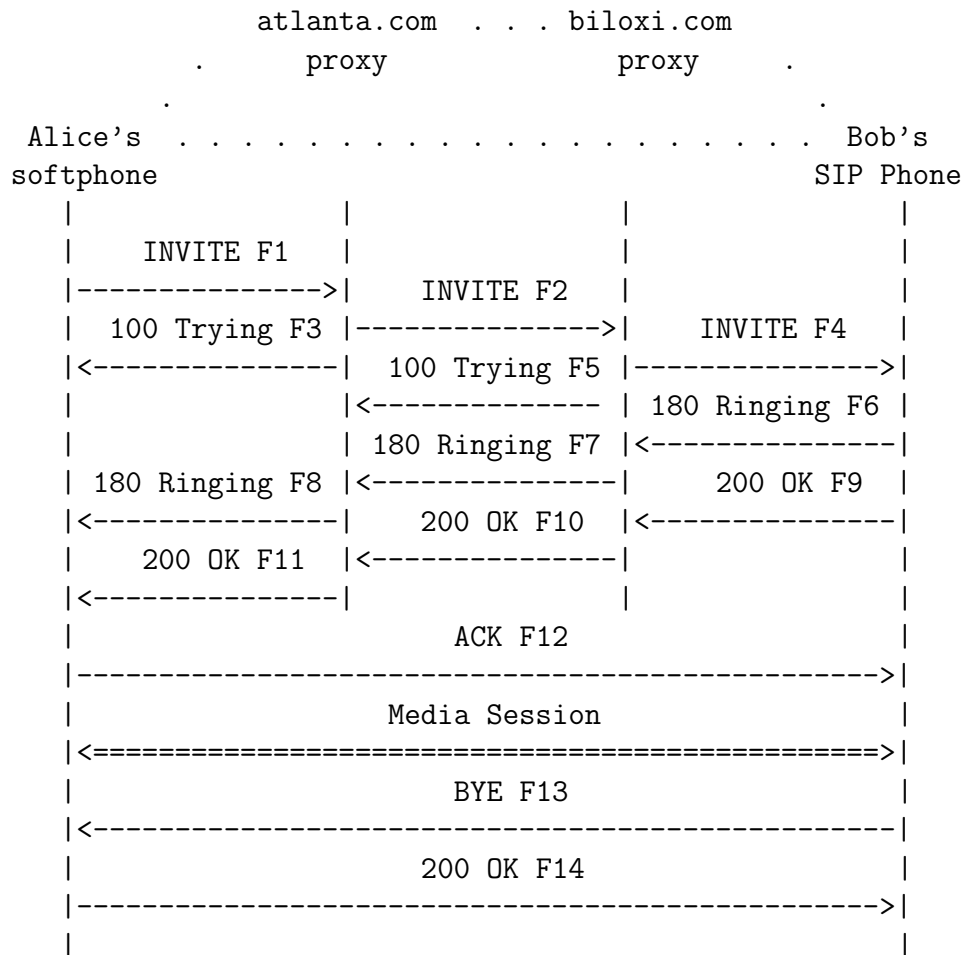 atlanta.com . . . biloxi.com
. proxy proxy .
. .
Alice's . . . . . . . . . . . . . . . . . . . . Bob's
softphone SIP Phone
| | | |
| INVITE F1 | | |
|--------------->| INVITE F2 | |
| 100 Trying F3 |--------------->| INVITE F4 |
|<---------------| 100 Trying F5 |--------------->|
| |<-------------- | 180 Ringing F6 |
| | 180 Ringing F7 |<---------------|
| 180 Ringing F8 |<---------------| 200 OK F9 |
|<---------------| 200 OK F10 |<---------------|
| 200 OK F11 |<---------------| |
|<---------------| | |
| ACK F12 |
|------------------------------------------------->|
| Media Session |
|<================================================>|
| BYE F13 |
|<-------------------------------------------------|
| 200 OK F14 |
|------------------------------------------------->|
| |